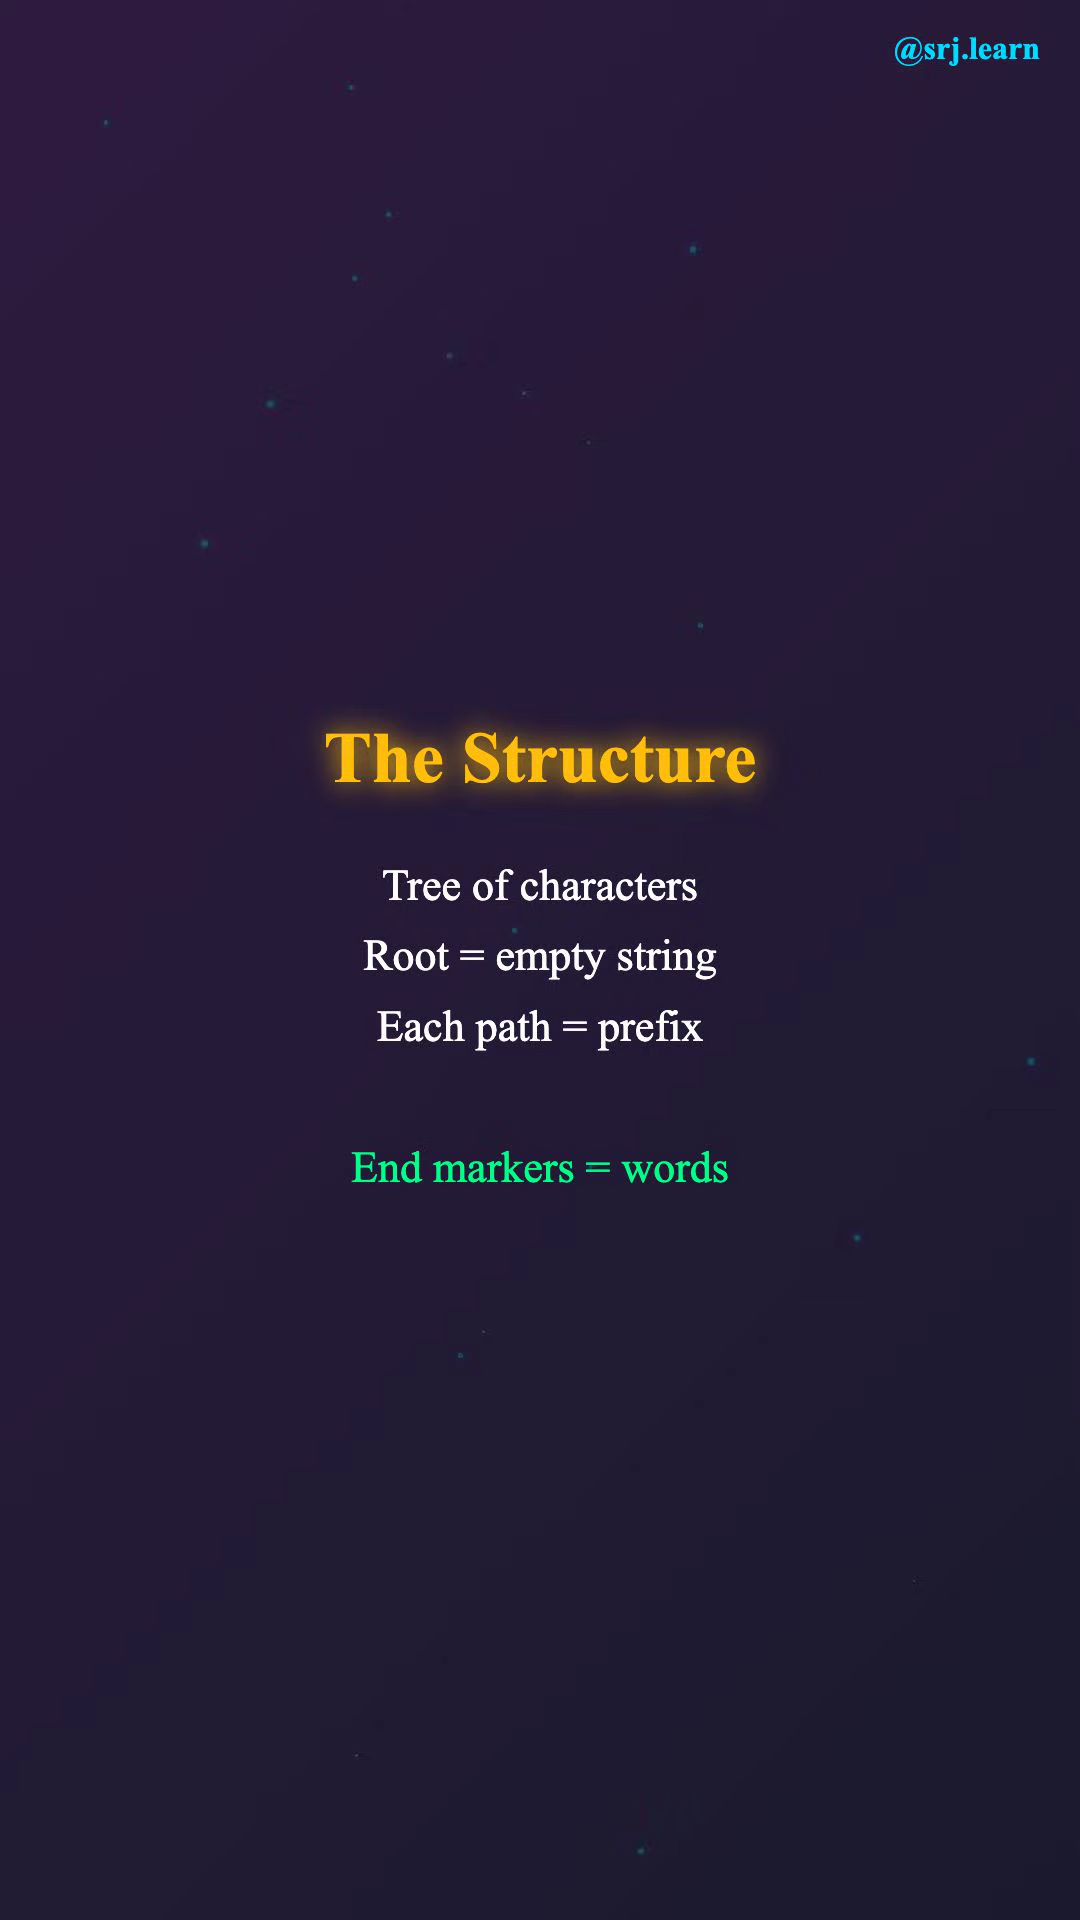 @srj.learn
The Structure
Tree of characters
Root = empty string
Each path = prefix
End markers = words